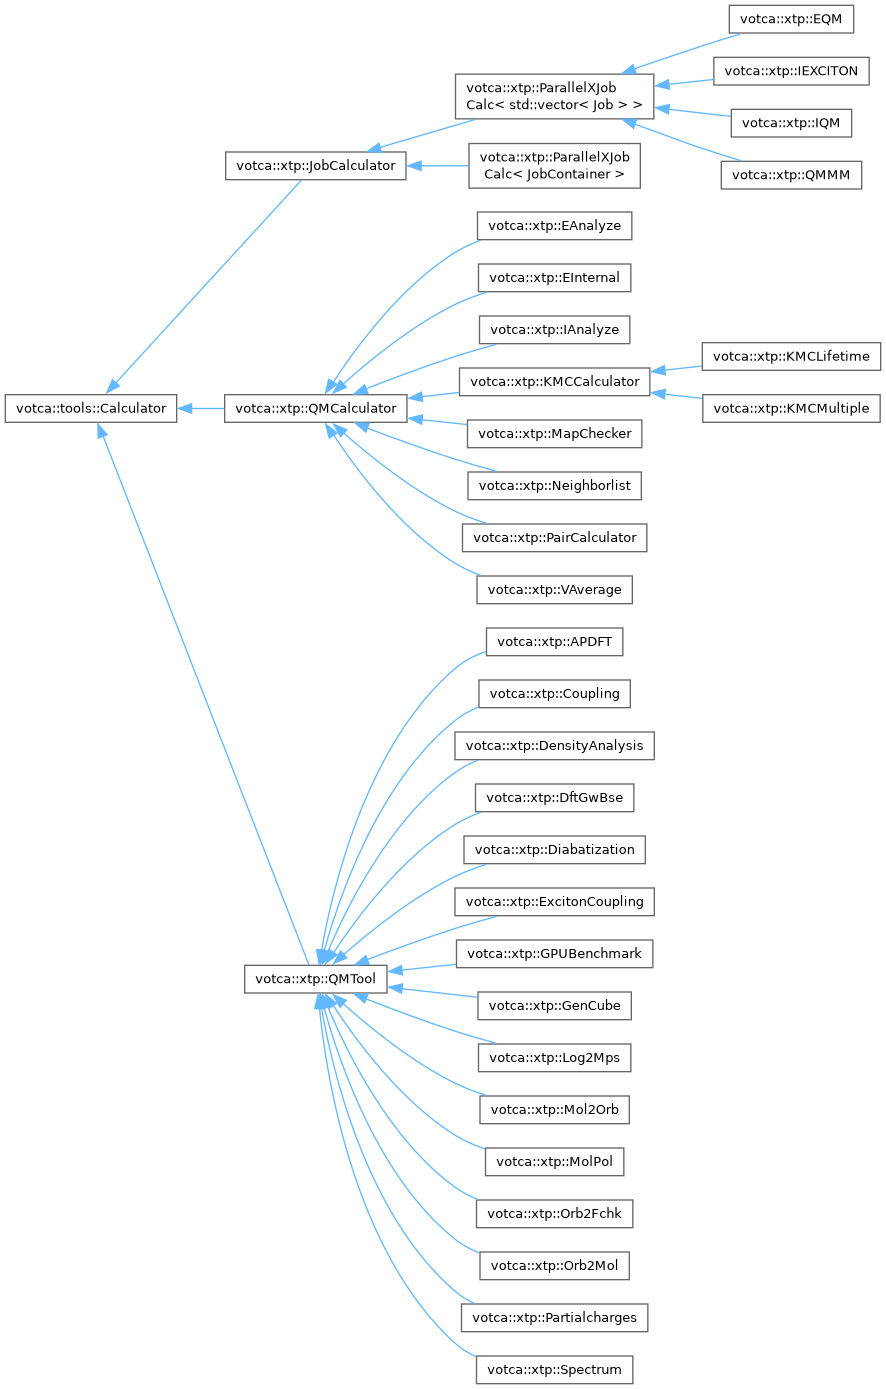 votca::xtp::EQM
votca::xtp::IEXCITON
votca::xtp::ParallelXJob
Calc< std::vector< Job > >
votca::xtp::IQM
votca::xtp::QMMM
votca::xtp::JobCalculator
votca::xtp::ParallelXJob
Calc< JobContainer >
votca::xtp::EAnalyze
votca::xtp::EInternal
votca::xtp::IAnalyze
votca::xtp::KMCLifetime
votca::xtp::KMCCalculator
votca::tools::Calculator
votca::xtp::QMCalculator
votca::xtp::KMCMultiple
votca::xtp::MapChecker
votca::xtp::Neighborlist
votca::xtp::PairCalculator
votca::xtp::VAverage
votca::xtp::APDFT
votca::xtp::Coupling
votca::xtp::DensityAnalysis
votca::xtp::DftGwBse
votca::xtp::Diabatization
votca::xtp::ExcitonCoupling
votca::xtp::GPUBenchmark
votca::xtp::QMTool
votca::xtp::GenCube
votca::xtp::Log2Mps
votca::xtp::Mol2Orb
votca::xtp::MolPol
votca::xtp::Orb2Fchk
votca::xtp::Orb2Mol
votca::xtp::Partialcharges
votca::xtp::Spectrum